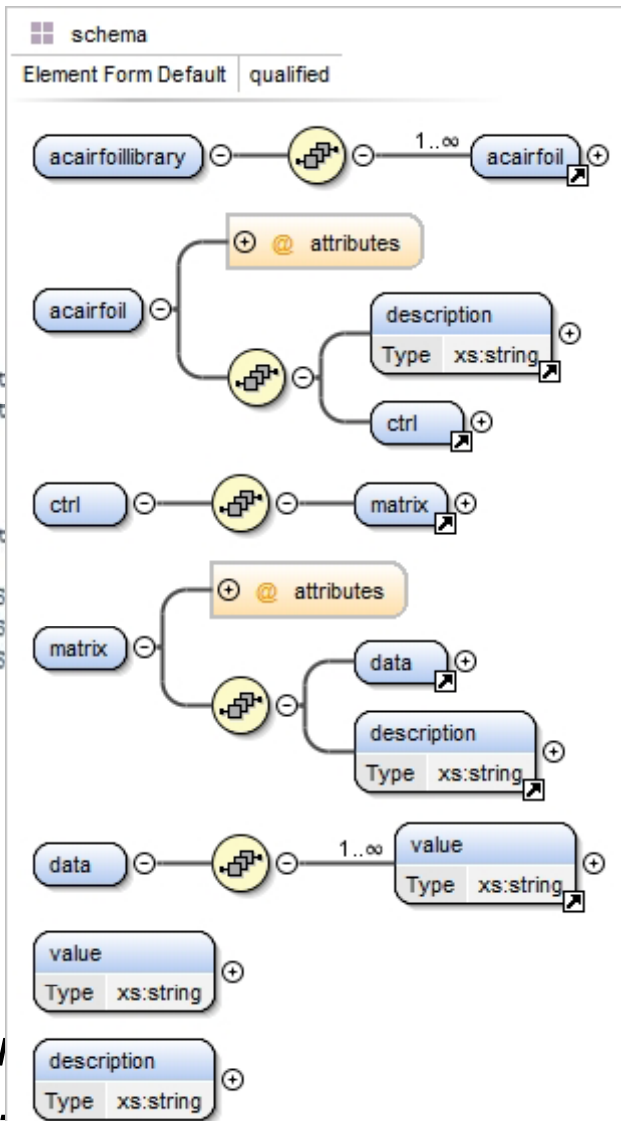 schema
Element Form Default qualified
acairfoillibrary 1..∞ acairfoil
@ attributes
acairfoil
description
Type xs:string
ctrl
ctrl matrix
@ attributes
matrix
data
description
Type xs:string
data 1..∞ value
Type xs:string
value
Type xs:string
description
Type xs:string